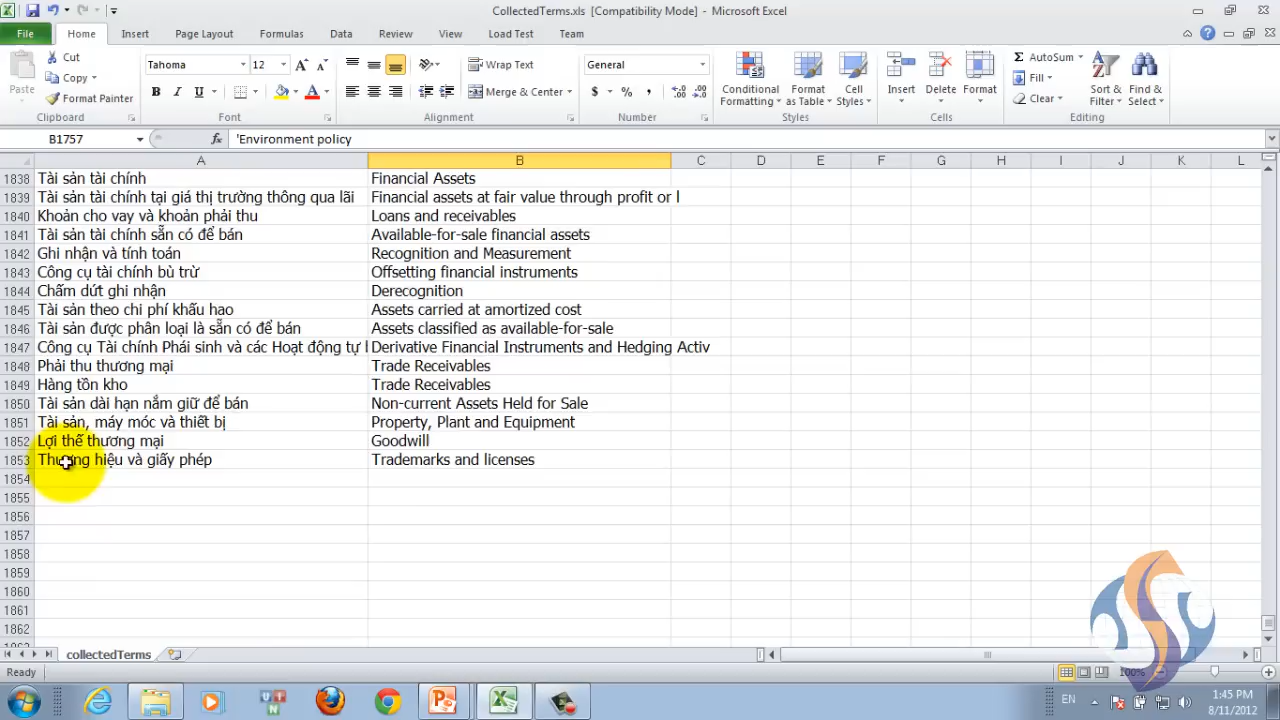 CollectedTerms.xls [Compatibility Mode] - Microsoft Excel
File Home Insert Page Layout Formulas Data Review View Load Test Team
Cut Tahoma 12 Wrap Text General AutoSum
Paste Copy Conditional Formatting Format as Table Cell Styles Insert Delete Format Fill Sort & Filter Find & Select
Format Painter B I U A Merge & Center $ % , Clear
Clipboard Font Alignment Number Styles Cells Editing
B1757 fx 'Environment policy
A B C D E F G H I J K L
1838 Tài sản tài chính Financial Assets
1839 Tài sản tài chính tại giá thị trường thông qua lãi Financial assets at fair value through profit or l
1840 Khoản cho vay và khoản phải thu Loans and receivables
1841 Tài sản tài chính sẵn có để bán Available-for-sale financial assets
1842 Ghi nhận và tính toán Recognition and Measurement
1843 Công cụ tài chính bù trừ Offsetting financial instruments
1844 Chấm dứt ghi nhận Derecognition
1845 Tài sản theo chi phí khấu hao Assets carried at amortized cost
1846 Tài sản được phân loại là sẵn có để bán Assets classified as available-for-sale
1847 Công cụ Tài chính Phái sinh và các Hoạt động tự Derivative Financial Instruments and Hedging Activ
1848 Phải thu thương mại Trade Receivables
1849 Hàng tồn kho Trade Receivables
1850 Tài sản dài hạn nắm giữ để bán Non-current Assets Held for Sale
1851 Tài sản, máy móc và thiết bị Property, Plant and Equipment
1852 Lợi thế thương mại Goodwill
1853 Thương hiệu và giấy phép Trademarks and licenses
1854
1855
1856
1857
1858
1859
1860
1861
1862
collectedTerms
Ready 100%
EN 1:45 PM
8/11/2012